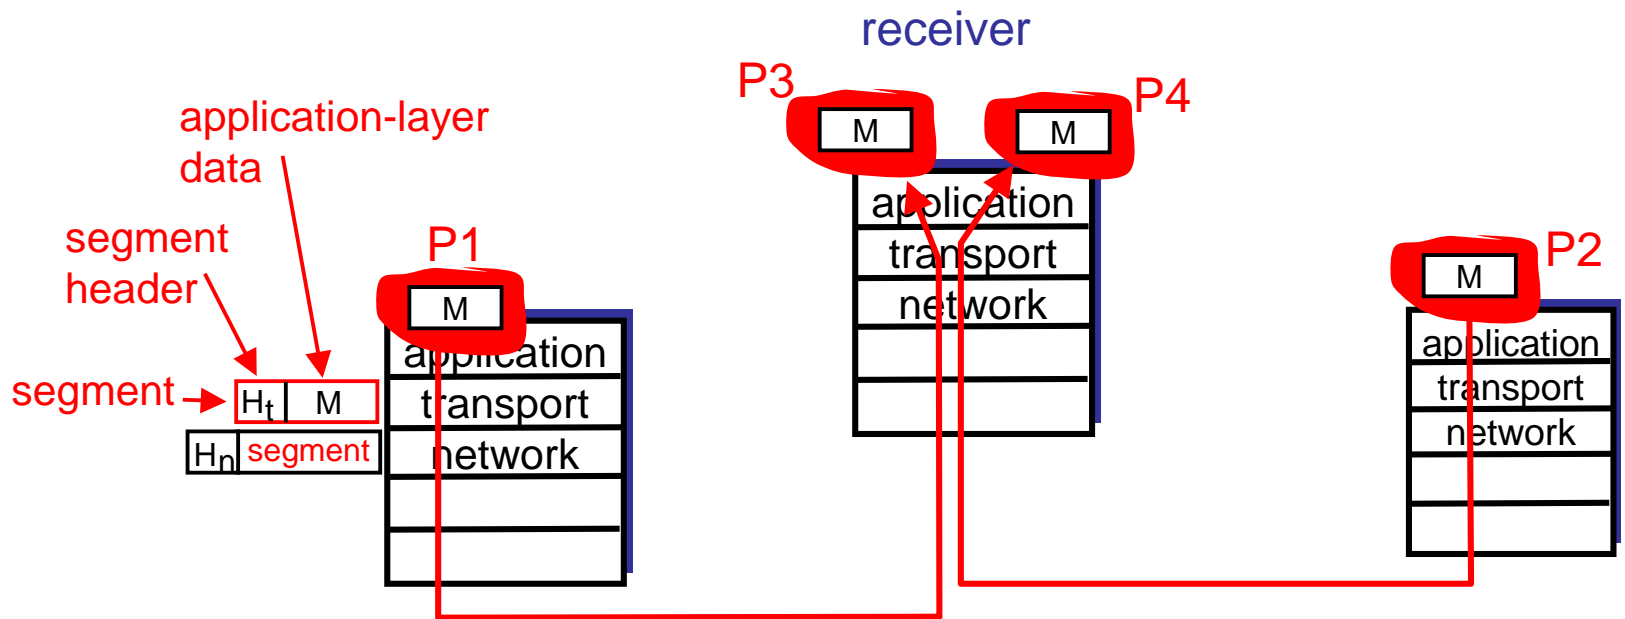 receiver
P3
P4
M
M
application-layer
data
application
transport
network
segment
header
P1
M
P2
M
application
transport
network
segment
Ht
M
Hn
segment
application
transport
network